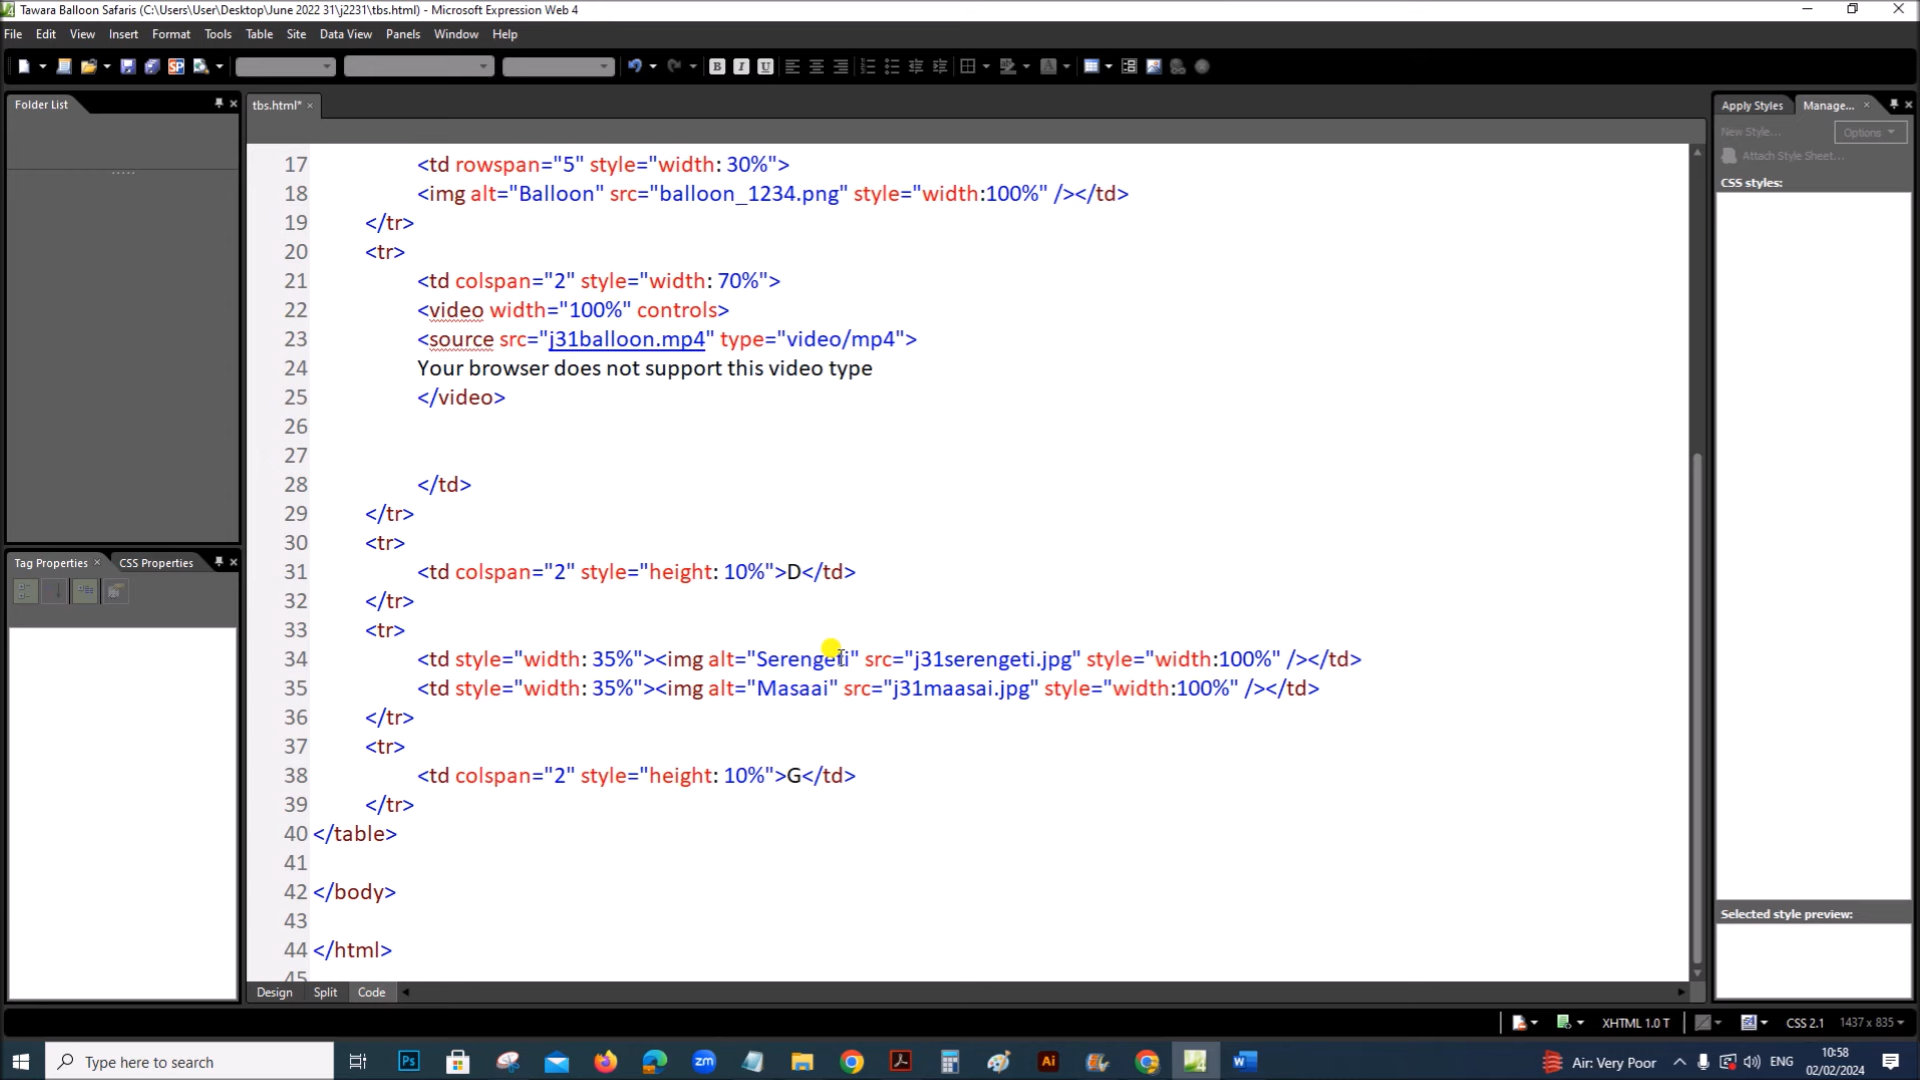 Tawara Balloon Safaris (C:\Users\User\Desktop\June 2022 31\j2231\tbs.html) - Microsoft Expression Web 4
File Edit View Insert Format Tools Table Site Data View Panels Window Help
Folder List
tbs.html*
Apply Styles Manage...
New Style... Options
Attach Style Sheet...
CSS styles:
17 <td rowspan="5" style="width: 30%">
18 <img alt="Balloon" src="balloon_1234.png" style="width:100%" /></td>
19 </tr>
20 <tr>
21 <td colspan="2" style="width: 70%">
22 <video width="100%" controls>
23 <source src="j31balloon.mp4" type="video/mp4">
24 Your browser does not support this video type
25 </video>
26
27
28 </td>
29 </tr>
30 <tr>
31 <td colspan="2" style="height: 10%">D</td>
32 </tr>
33 <tr>
34 <td style="width: 35%"><img alt="Serengeti" src="j31serengeti.jpg" style="width:100%" /></td>
35 <td style="width: 35%"><img alt="Masaai" src="j31maasai.jpg" style="width:100%" /></td>
36 </tr>
37 <tr>
38 <td colspan="2" style="height: 10%">G</td>
39 </tr>
40 </table>
41
42 </body>
43
44 </html>
45
Tag Properties CSS Properties
Selected style preview:
Design Split Code
XHTML 1.0 T CSS 2.1 1437 x 835
Type here to search
Ps
zm
Ai
W
Air: Very Poor
ENG
10:58
02/02/2024